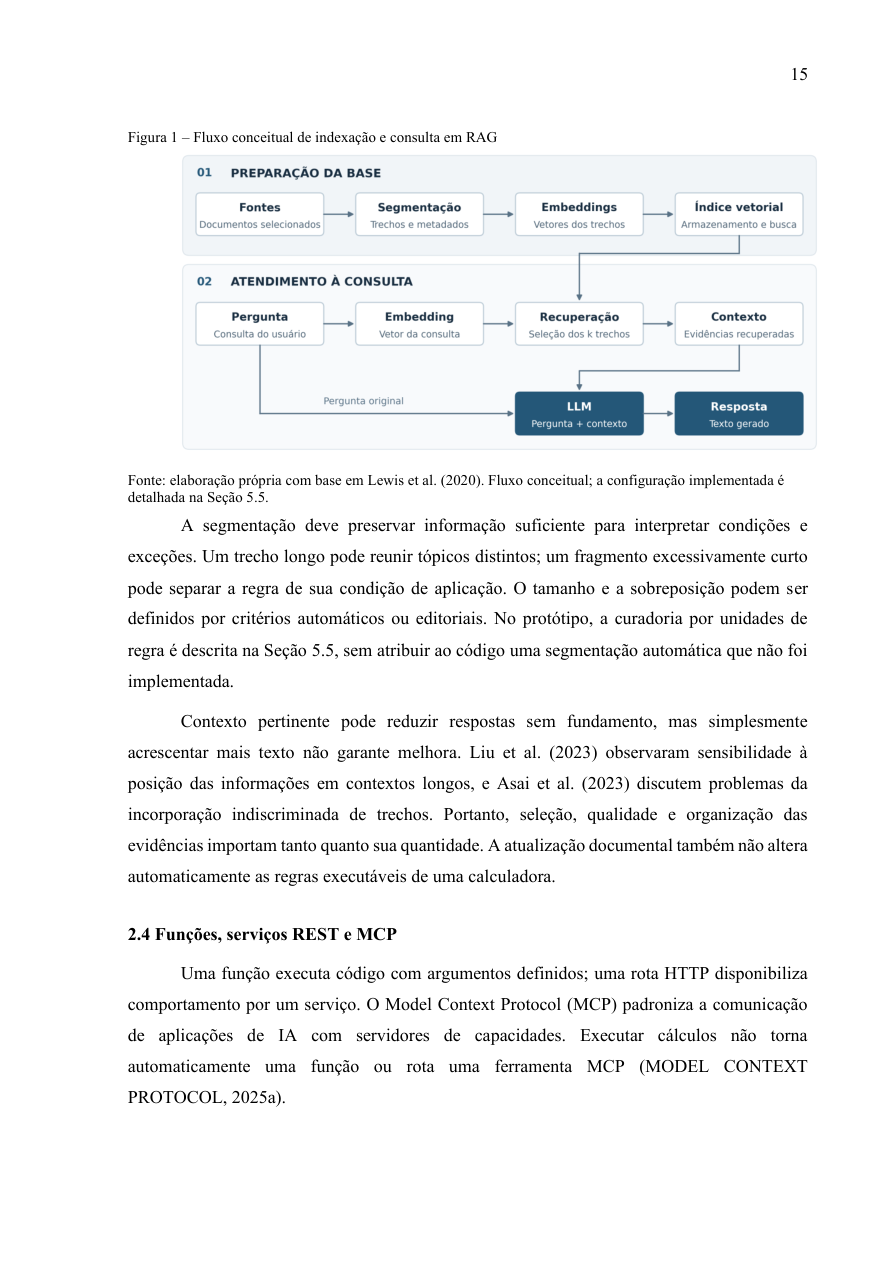 15
Figura 1 – Fluxo conceitual de indexação e consulta em RAG
01 PREPARAÇÃO DA BASE
Fontes
Documentos selecionados
Segmentação
Trechos e metadados
Embeddings
Vetores dos trechos
Índice vetorial
Armazenamento e busca
02 ATENDIMENTO À CONSULTA
Pergunta
Consulta do usuário
Embedding
Vetor da consulta
Recuperação
Seleção dos k trechos
Contexto
Evidências recuperadas
Pergunta original
LLM
Pergunta + contexto
Resposta
Texto gerado
Fonte: elaboração própria com base em Lewis et al. (2020). Fluxo conceitual; a configuração implementada é
detalhada na Seção 5.5.
A segmentação deve preservar informação suficiente para interpretar condições e
exceções. Um trecho longo pode reunir tópicos distintos; um fragmento excessivamente curto
pode separar a regra de sua condição de aplicação. O tamanho e a sobreposição podem ser
definidos por critérios automáticos ou editoriais. No protótipo, a curadoria por unidades de
regra é descrita na Seção 5.5, sem atribuir ao código uma segmentação automática que não foi
implementada.
Contexto pertinente pode reduzir respostas sem fundamento, mas simplesmente
acrescentar mais texto não garante melhora. Liu et al. (2023) observaram sensibilidade à
posição das informações em contextos longos, e Asai et al. (2023) discutem problemas da
incorporação indiscriminada de trechos. Portanto, seleção, qualidade e organização das
evidências importam tanto quanto sua quantidade. A atualização documental também não altera
automaticamente as regras executáveis de uma calculadora.
2.4 Funções, serviços REST e MCP
Uma função executa código com argumentos definidos; uma rota HTTP disponibiliza
comportamento por um serviço. O Model Context Protocol (MCP) padroniza a comunicação
de aplicações de IA com servidores de capacidades. Executar cálculos não torna
automaticamente uma função ou rota uma ferramenta MCP (MODEL CONTEXT
PROTOCOL, 2025a).